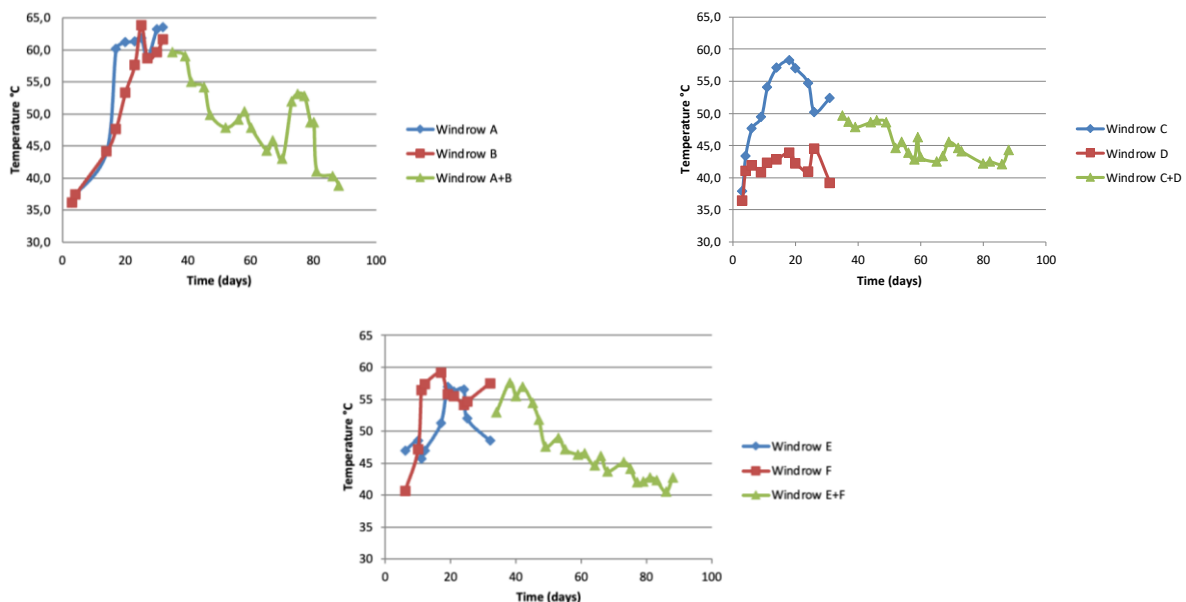 65,0
60,0
55,0
50,0
45,0
40,0
35,0
30,0
Temperature °C
0 20 40 60 80 100
Time (days)
Windrow A
Windrow B
Windrow A+B
65,0
60,0
55,0
50,0
45,0
40,0
35,0
30,0
Temperature °C
0 20 40 60 80 100
Time (days)
Windrow C
Windrow D
Windrow C+D
65
60
55
50
45
40
35
30
Temperature °C
0 20 40 60 80 100
Time (days)
Windrow E
Windrow F
Windrow E+F